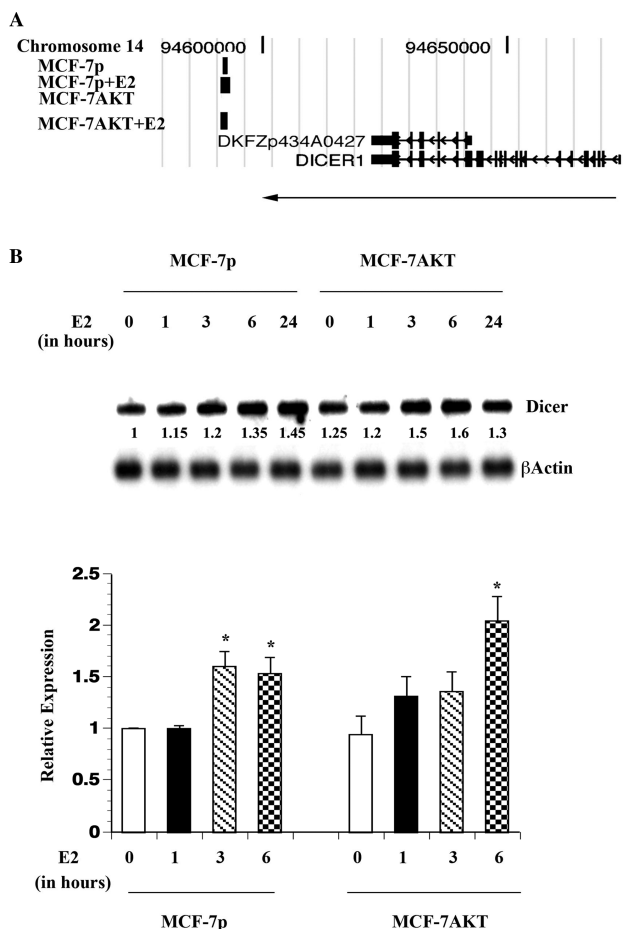 A
Chromosome 14 94600000 94650000
MCF-7p
MCF-7p+E2
MCF-7AKT
MCF-7AKT+E2
DKFZp434A0427
DICER1
B
MCF-7p MCF-7AKT
E2 0 1 3 6 24 0 1 3 6 24
(in hours)
Dicer
1 1.15 1.2 1.35 1.45 1.25 1.2 1.5 1.6 1.3
βActin
Relative Expression
2.5
2
1.5
1
0.5
0
* * *
E2 0 1 3 6 0 1 3 6
(in hours)
MCF-7p MCF-7AKT